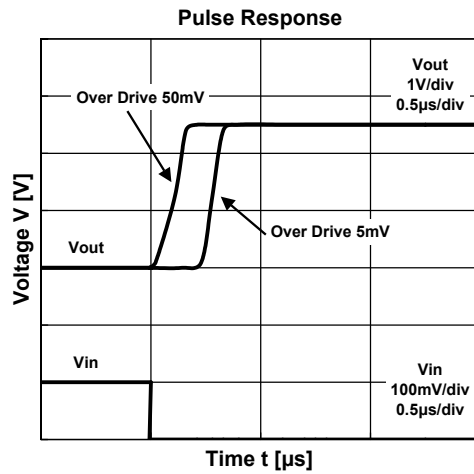 Pulse Response
Vout
1V/div
0.5µs/div
Over Drive 50mV
Voltage V [V]
Vout
Over Drive 5mV
Vin
Vin
100mV/div
0.5µs/div
Time t [µs]